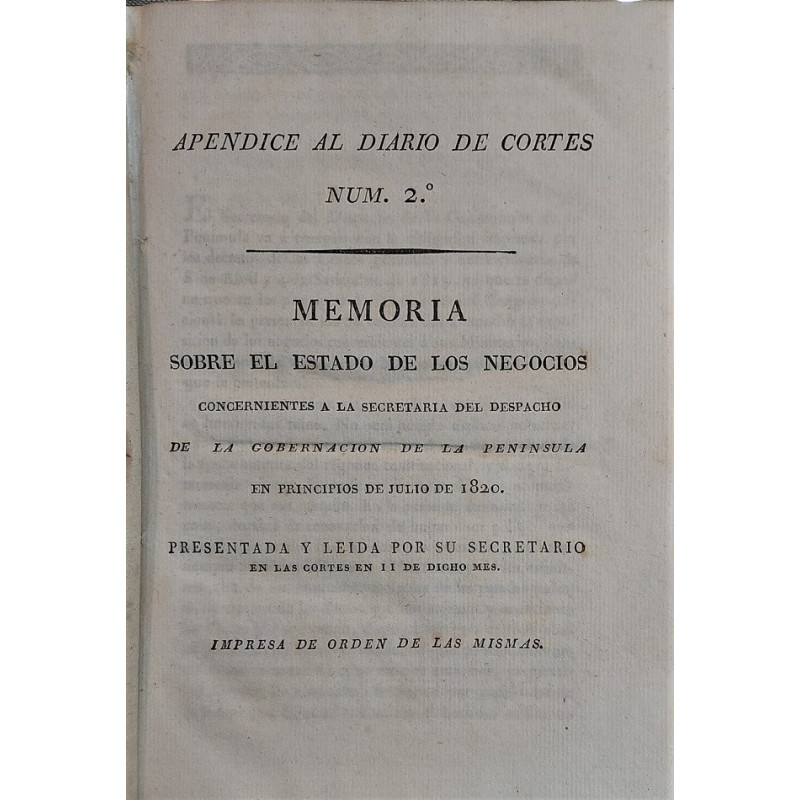 APENDICE AL DIARIO DE CORTES
NUM. 2.º
MEMORIA
SOBRE EL ESTADO DE LOS NEGOCIOS
CONCERNIENTES A LA SECRETARIA DEL DESPACHO
DE LA GOBERNACION DE LA PENINSULA
EN PRINCIPIOS DE JULIO DE 1820.
PRESENTADA Y LEIDA POR SU SECRETARIO
EN LAS CORTES EN 11 DE DICHO MES.
IMPRESA DE ORDEN DE LAS MISMAS.